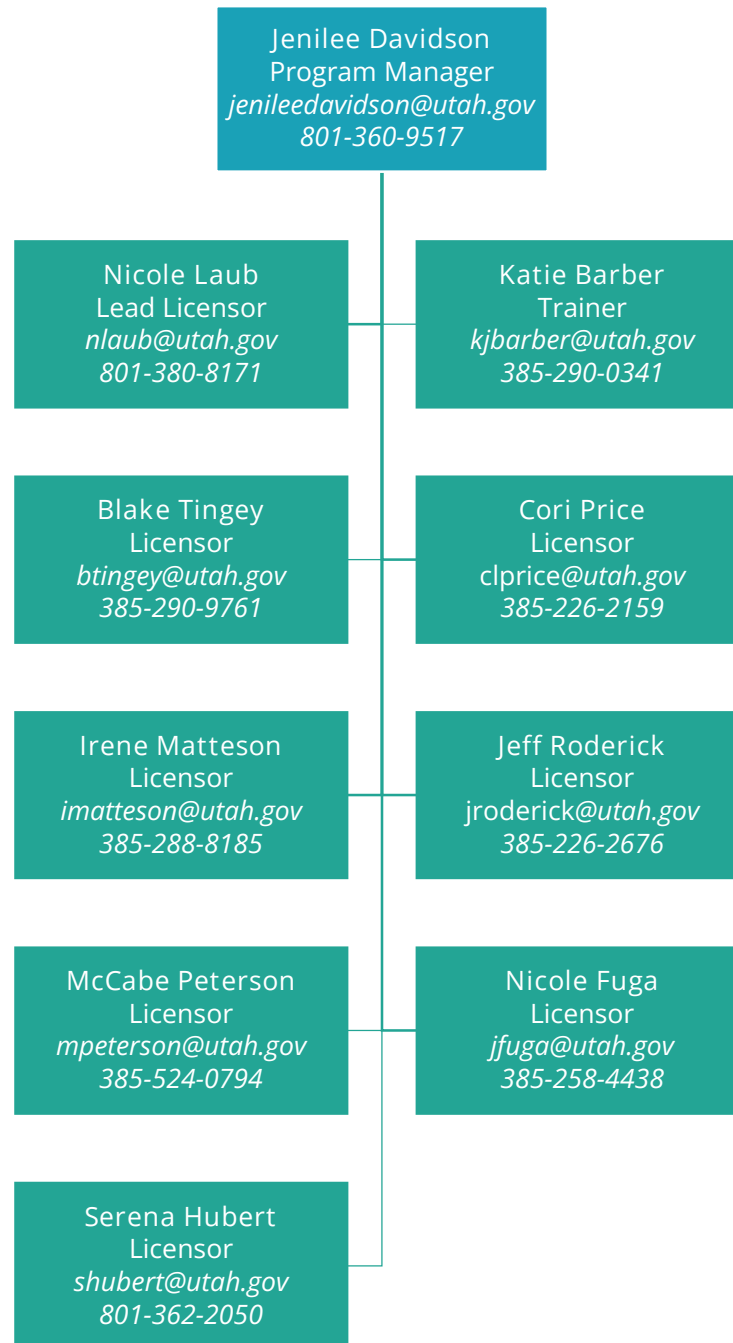 Jenilee Davidson
Program Manager
jenileedavidson@utah.gov
801-360-9517
Nicole Laub
Lead Licensor
nlaub@utah.gov
801-380-8171
Katie Barber
Trainer
kjbarber@utah.gov
385-290-0341
Blake Tingey
Licensor
btingey@utah.gov
385-290-9761
Cori Price
Licensor
clprice@utah.gov
385-226-2159
Irene Matteson
Licensor
imatteson@utah.gov
385-288-8185
Jeff Roderick
Licensor
jroderick@utah.gov
385-226-2676
McCabe Peterson
Licensor
mpeterson@utah.gov
385-524-0794
Nicole Fuga
Licensor
jfuga@utah.gov
385-258-4438
Serena Hubert
Licensor
shubert@utah.gov
801-362-2050